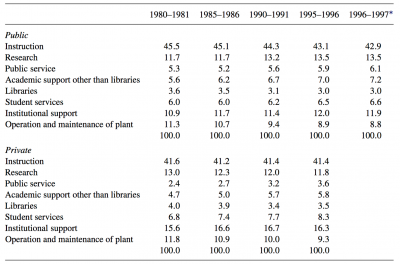 1980–1981 1985–1986 1990–1991 1995–1996 1996–1997*
Public
Instruction 45.5 45.1 44.3 43.1 42.9
Research 11.7 11.7 13.2 13.5 13.5
Public service 5.3 5.2 5.6 5.9 6.1
Academic support other than libraries 5.6 6.2 6.7 7.0 7.2
Libraries 3.6 3.5 3.1 3.0 3.0
Student services 6.0 6.0 6.2 6.5 6.6
Institutional support 10.9 11.7 11.4 12.0 11.9
Operation and maintenance of plant 11.3 10.7 9.4 8.9 8.8
100.0 100.0 100.0 100.0 100.0
Private
Instruction 41.6 41.2 41.4 41.4
Research 13.0 12.3 12.0 11.8
Public service 2.4 2.7 3.2 3.6
Academic support other than libraries 4.7 5.0 5.7 5.8
Libraries 4.0 3.9 3.4 3.5
Student services 6.8 7.4 7.7 8.3
Institutional support 15.6 16.6 16.7 16.3
Operation and maintenance of plant 11.8 10.9 10.0 9.3
100.0 100.0 100.0 100.0